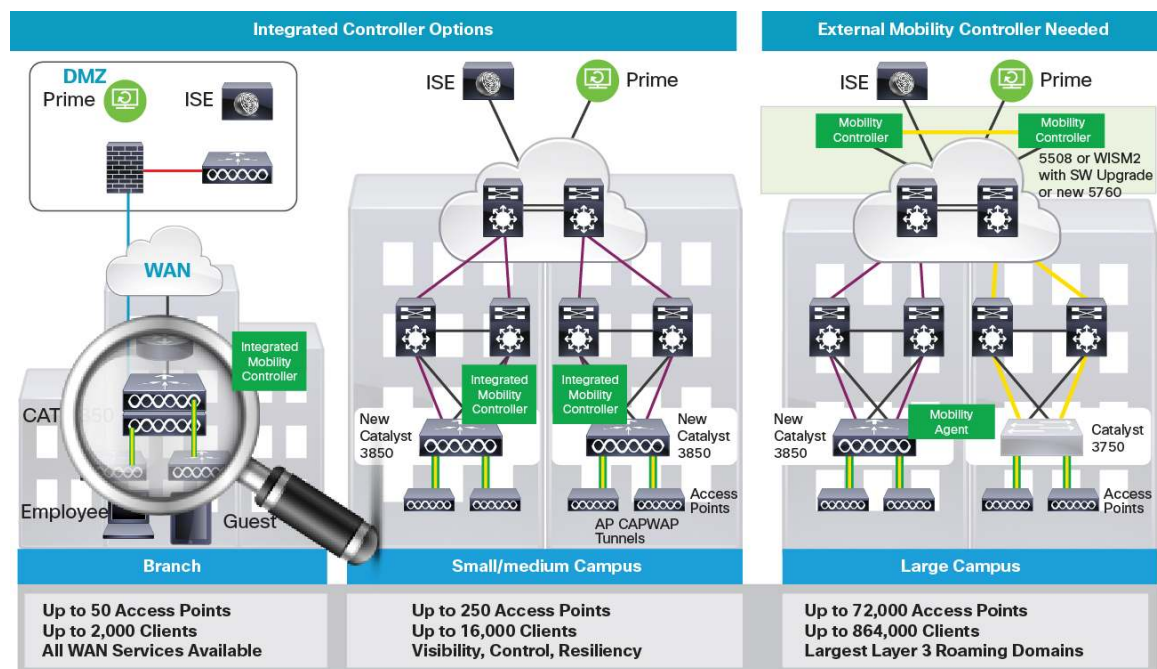 Integrated Controller Options
External Mobility Controller Needed
DMZ
Prime
ISE
WAN
Integrated
Mobility
Controller
CAT 3850
Employee
Guest
ISE
Prime
Integrated
Mobility
Controller
Integrated
Mobility
Controller
New
Catalyst
3850
New
Catalyst
3850
Access
Points
AP CAPWAP
Tunnels
ISE
Prime
Mobility
Controller
Mobility
Controller
5508 or WISM2
with SW Upgrade
or new 5760
New
Catalyst
3850
Mobility
Agent
Catalyst
3750
Access
Points
Branch
Small/medium Campus
Large Campus
Up to 50 Access Points
Up to 2,000 Clients
All WAN Services Available
Up to 250 Access Points
Up to 16,000 Clients
Visibility, Control, Resiliency
Up to 72,000 Access Points
Up to 864,000 Clients
Largest Layer 3 Roaming Domains